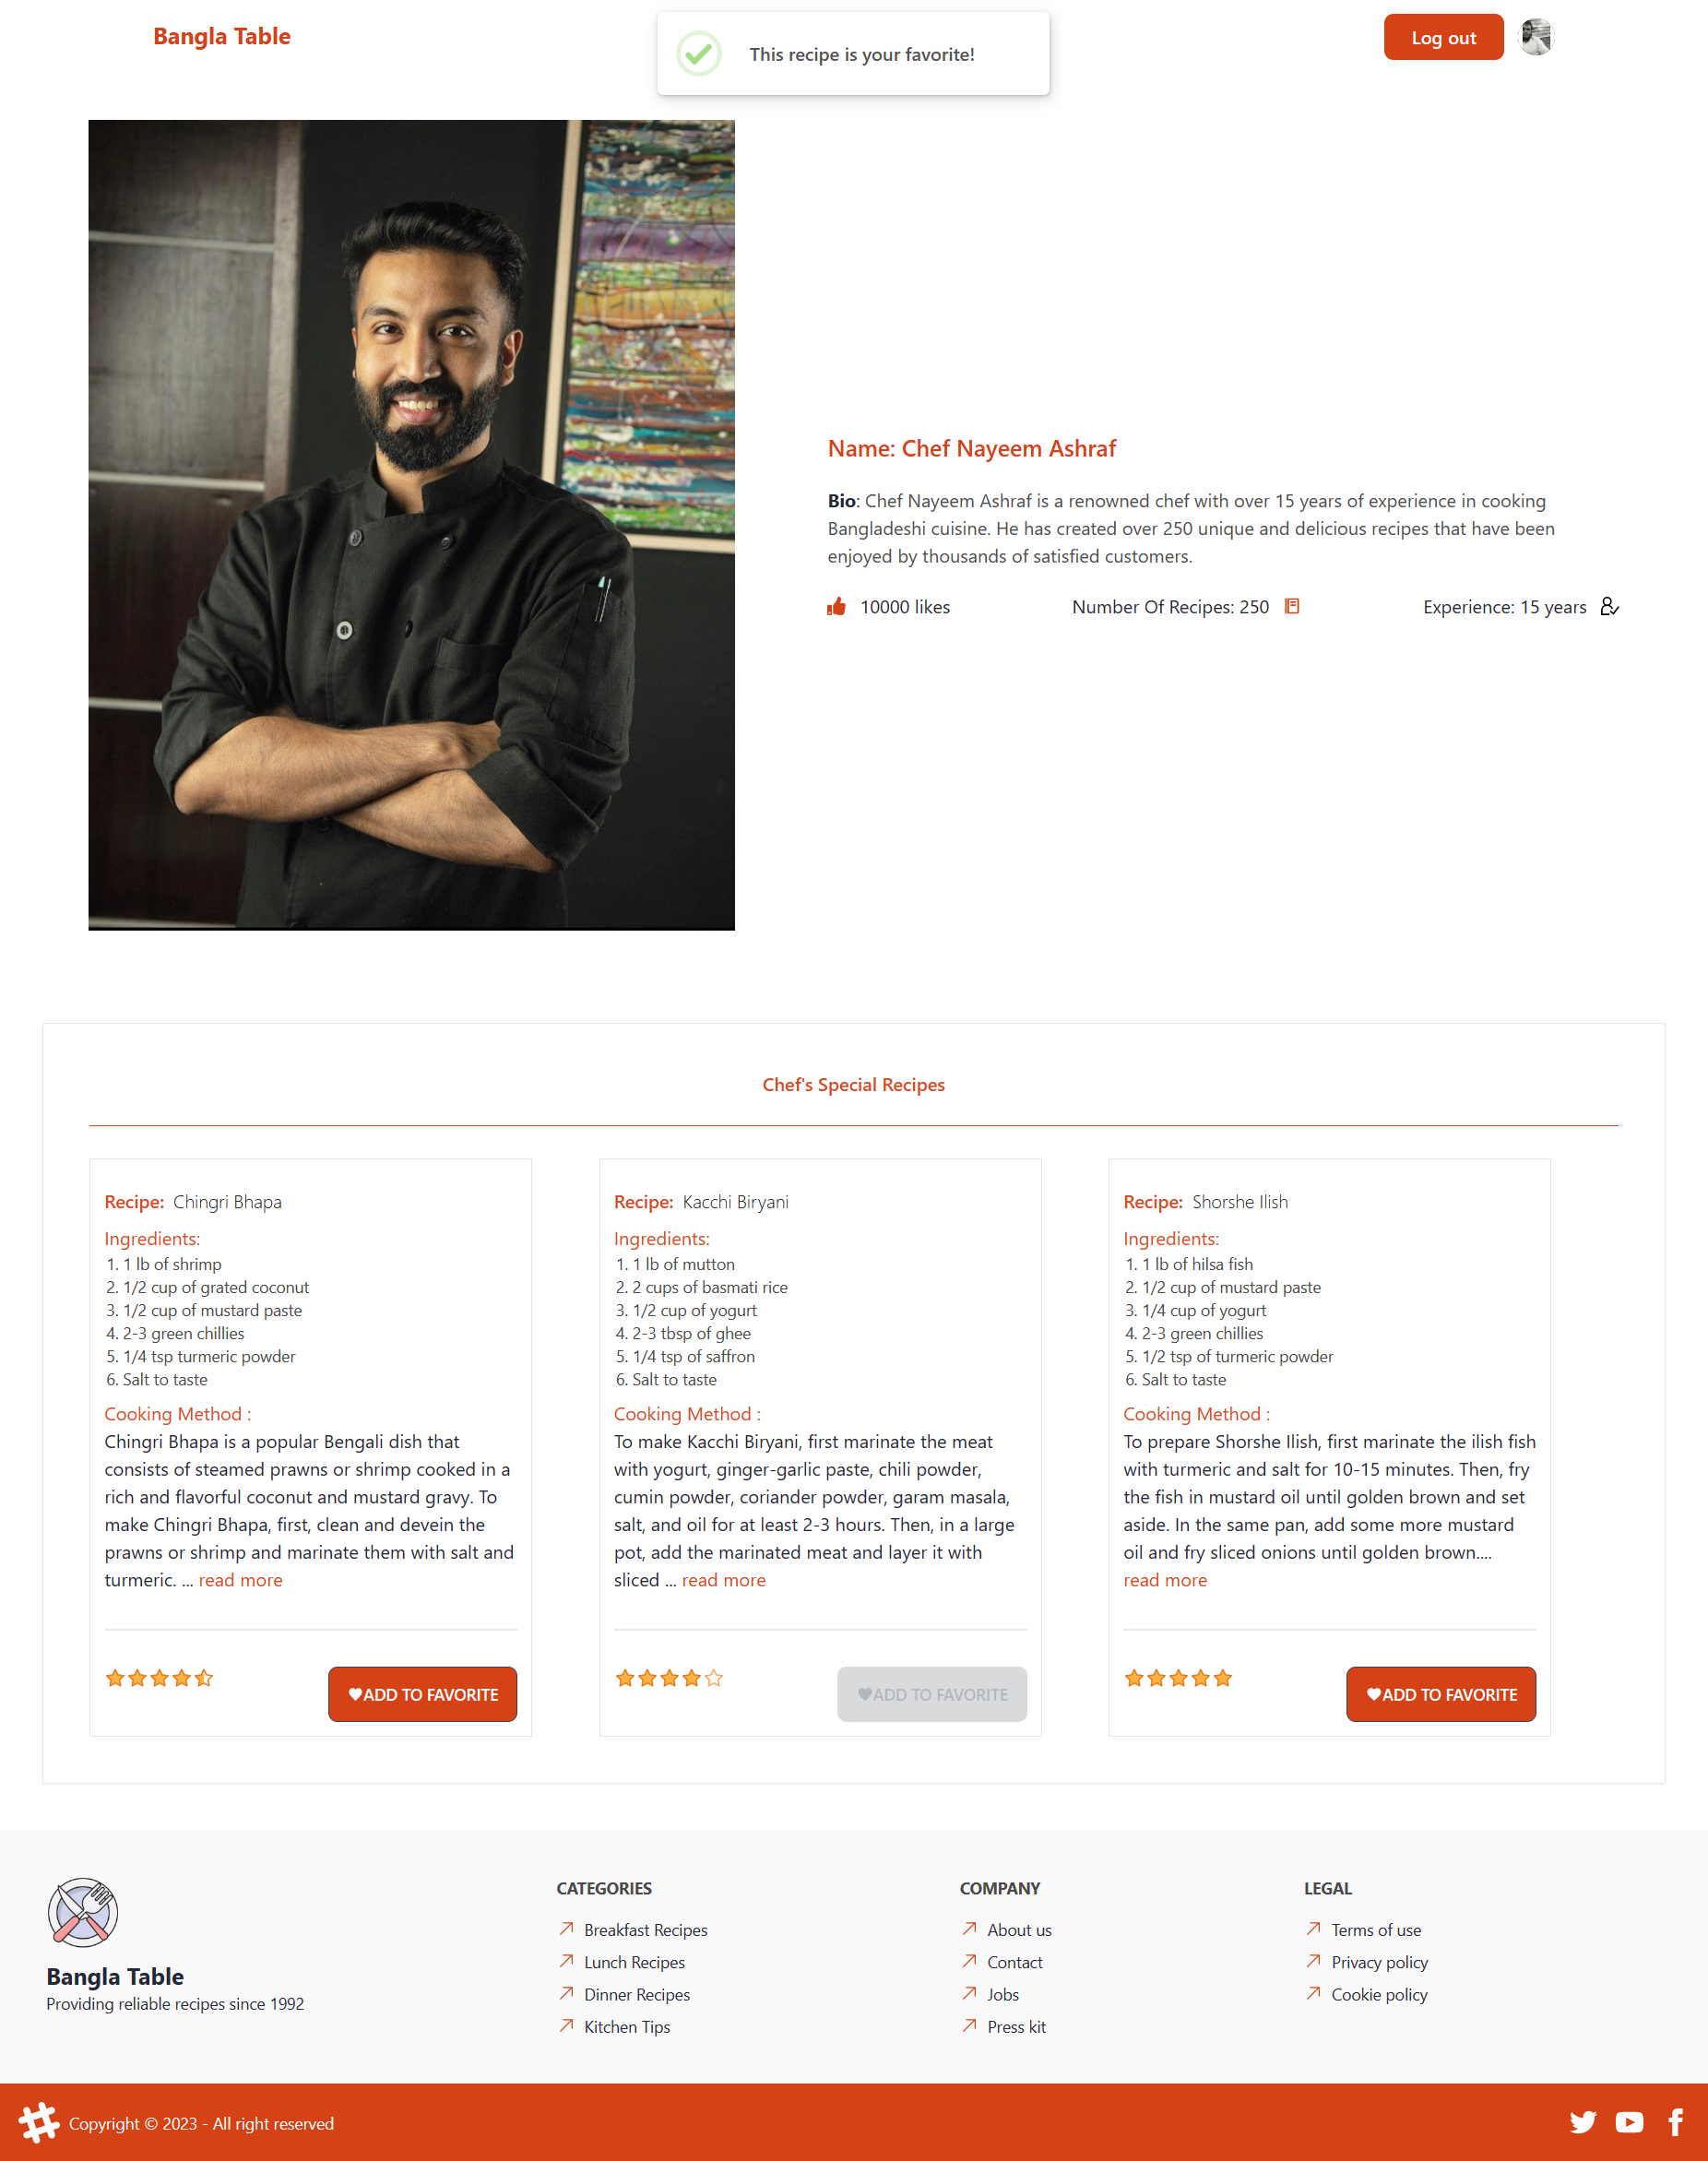 Bangla Table
This recipe is your favorite!
Log out
Name: Chef Nayeem Ashraf
Bio: Chef Nayeem Ashraf is a renowned chef with over 15 years of experience in cooking
Bangladeshi cuisine. He has created over 250 unique and delicious recipes that have been
enjoyed by thousands of satisfied customers.
10000 likes
Number Of Recipes: 250
Experience: 15 years
Chef's Special Recipes
Recipe: Chingri Bhapa
Ingredients:
1. 1 lb of shrimp
2. 1/2 cup of grated coconut
3. 1/2 cup of mustard paste
4. 2-3 green chillies
5. 1/4 tsp turmeric powder
6. Salt to taste
Cooking Method :
Chingri Bhapa is a popular Bengali dish that
consists of steamed prawns or shrimp cooked in a
rich and flavorful coconut and mustard gravy. To
make Chingri Bhapa, first, clean and devein the
prawns or shrimp and marinate them with salt and
turmeric. ... read more
ADD TO FAVORITE
Recipe: Kacchi Biryani
Ingredients:
1. 1 lb of mutton
2. 2 cups of basmati rice
3. 1/2 cup of yogurt
4. 2-3 tbsp of ghee
5. 1/4 tsp of saffron
6. Salt to taste
Cooking Method :
To make Kacchi Biryani, first marinate the meat
with yogurt, ginger-garlic paste, chili powder,
cumin powder, coriander powder, garam masala,
salt, and oil for at least 2-3 hours. Then, in a large
pot, add the marinated meat and layer it with
sliced ... read more
ADD TO FAVORITE
Recipe: Shorshe Ilish
Ingredients:
1. 1 lb of hilsa fish
2. 1/2 cup of mustard paste
3. 1/4 cup of yogurt
4. 2-3 green chillies
5. 1/2 tsp of turmeric powder
6. Salt to taste
Cooking Method :
To prepare Shorshe Ilish, first marinate the ilish fish
with turmeric and salt for 10-15 minutes. Then, fry
the fish in mustard oil until golden brown and set
aside. In the same pan, add some more mustard
oil and fry sliced onions until golden brown....
read more
ADD TO FAVORITE
Bangla Table
Providing reliable recipes since 1992
CATEGORIES
Breakfast Recipes
Lunch Recipes
Dinner Recipes
Kitchen Tips
COMPANY
About us
Contact
Jobs
Press kit
LEGAL
Terms of use
Privacy policy
Cookie policy
Copyright © 2023 - All right reserved